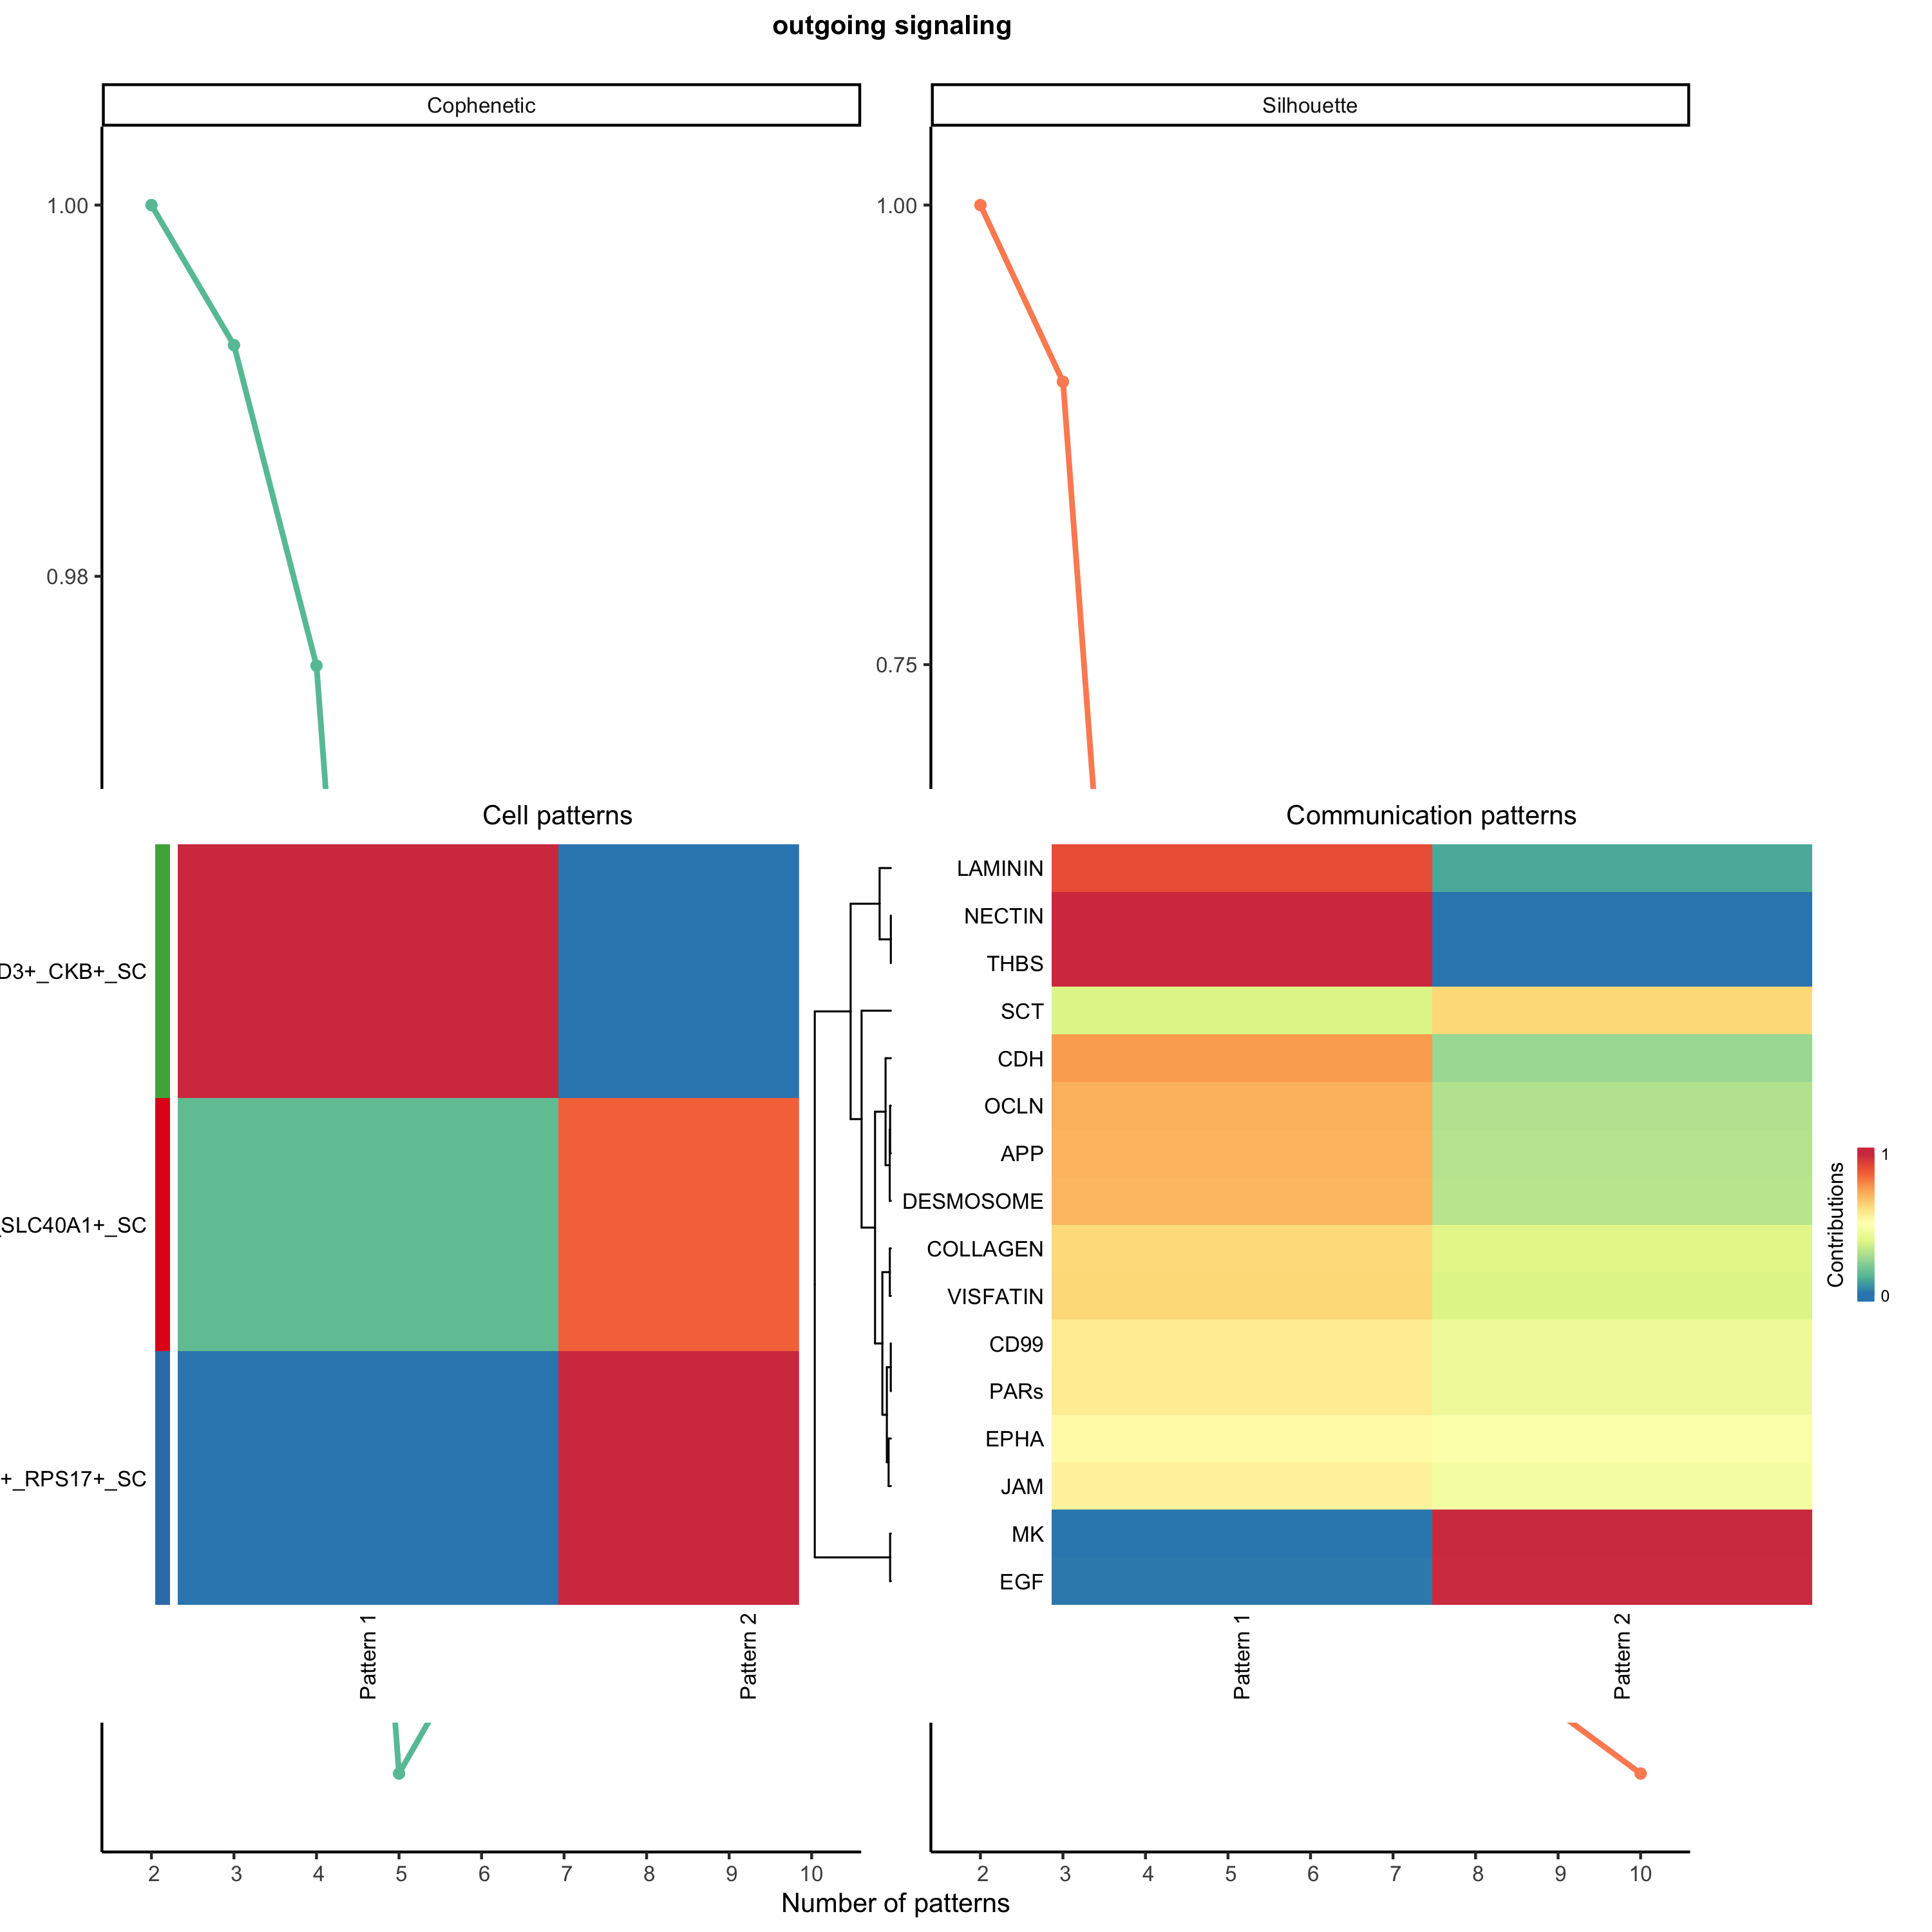 outgoing signaling
Cophenetic
Silhouette
1.00
0.98
1.00
0.75
Cell patterns
D3+_CKB+_SC
_SLC40A1+_SC
+_RPS17+_SC
Pattern 1
Pattern 2
Communication patterns
LAMININ
NECTIN
THBS
SCT
CDH
OCLN
APP
DESMOSOME
COLLAGEN
VISFATIN
CD99
PARs
EPHA
JAM
MK
EGF
Pattern 1
Pattern 2
Contributions
1
0
2 3 4 5 6 7 8 9 10
2 3 4 5 6 7 8 9 10
Number of patterns